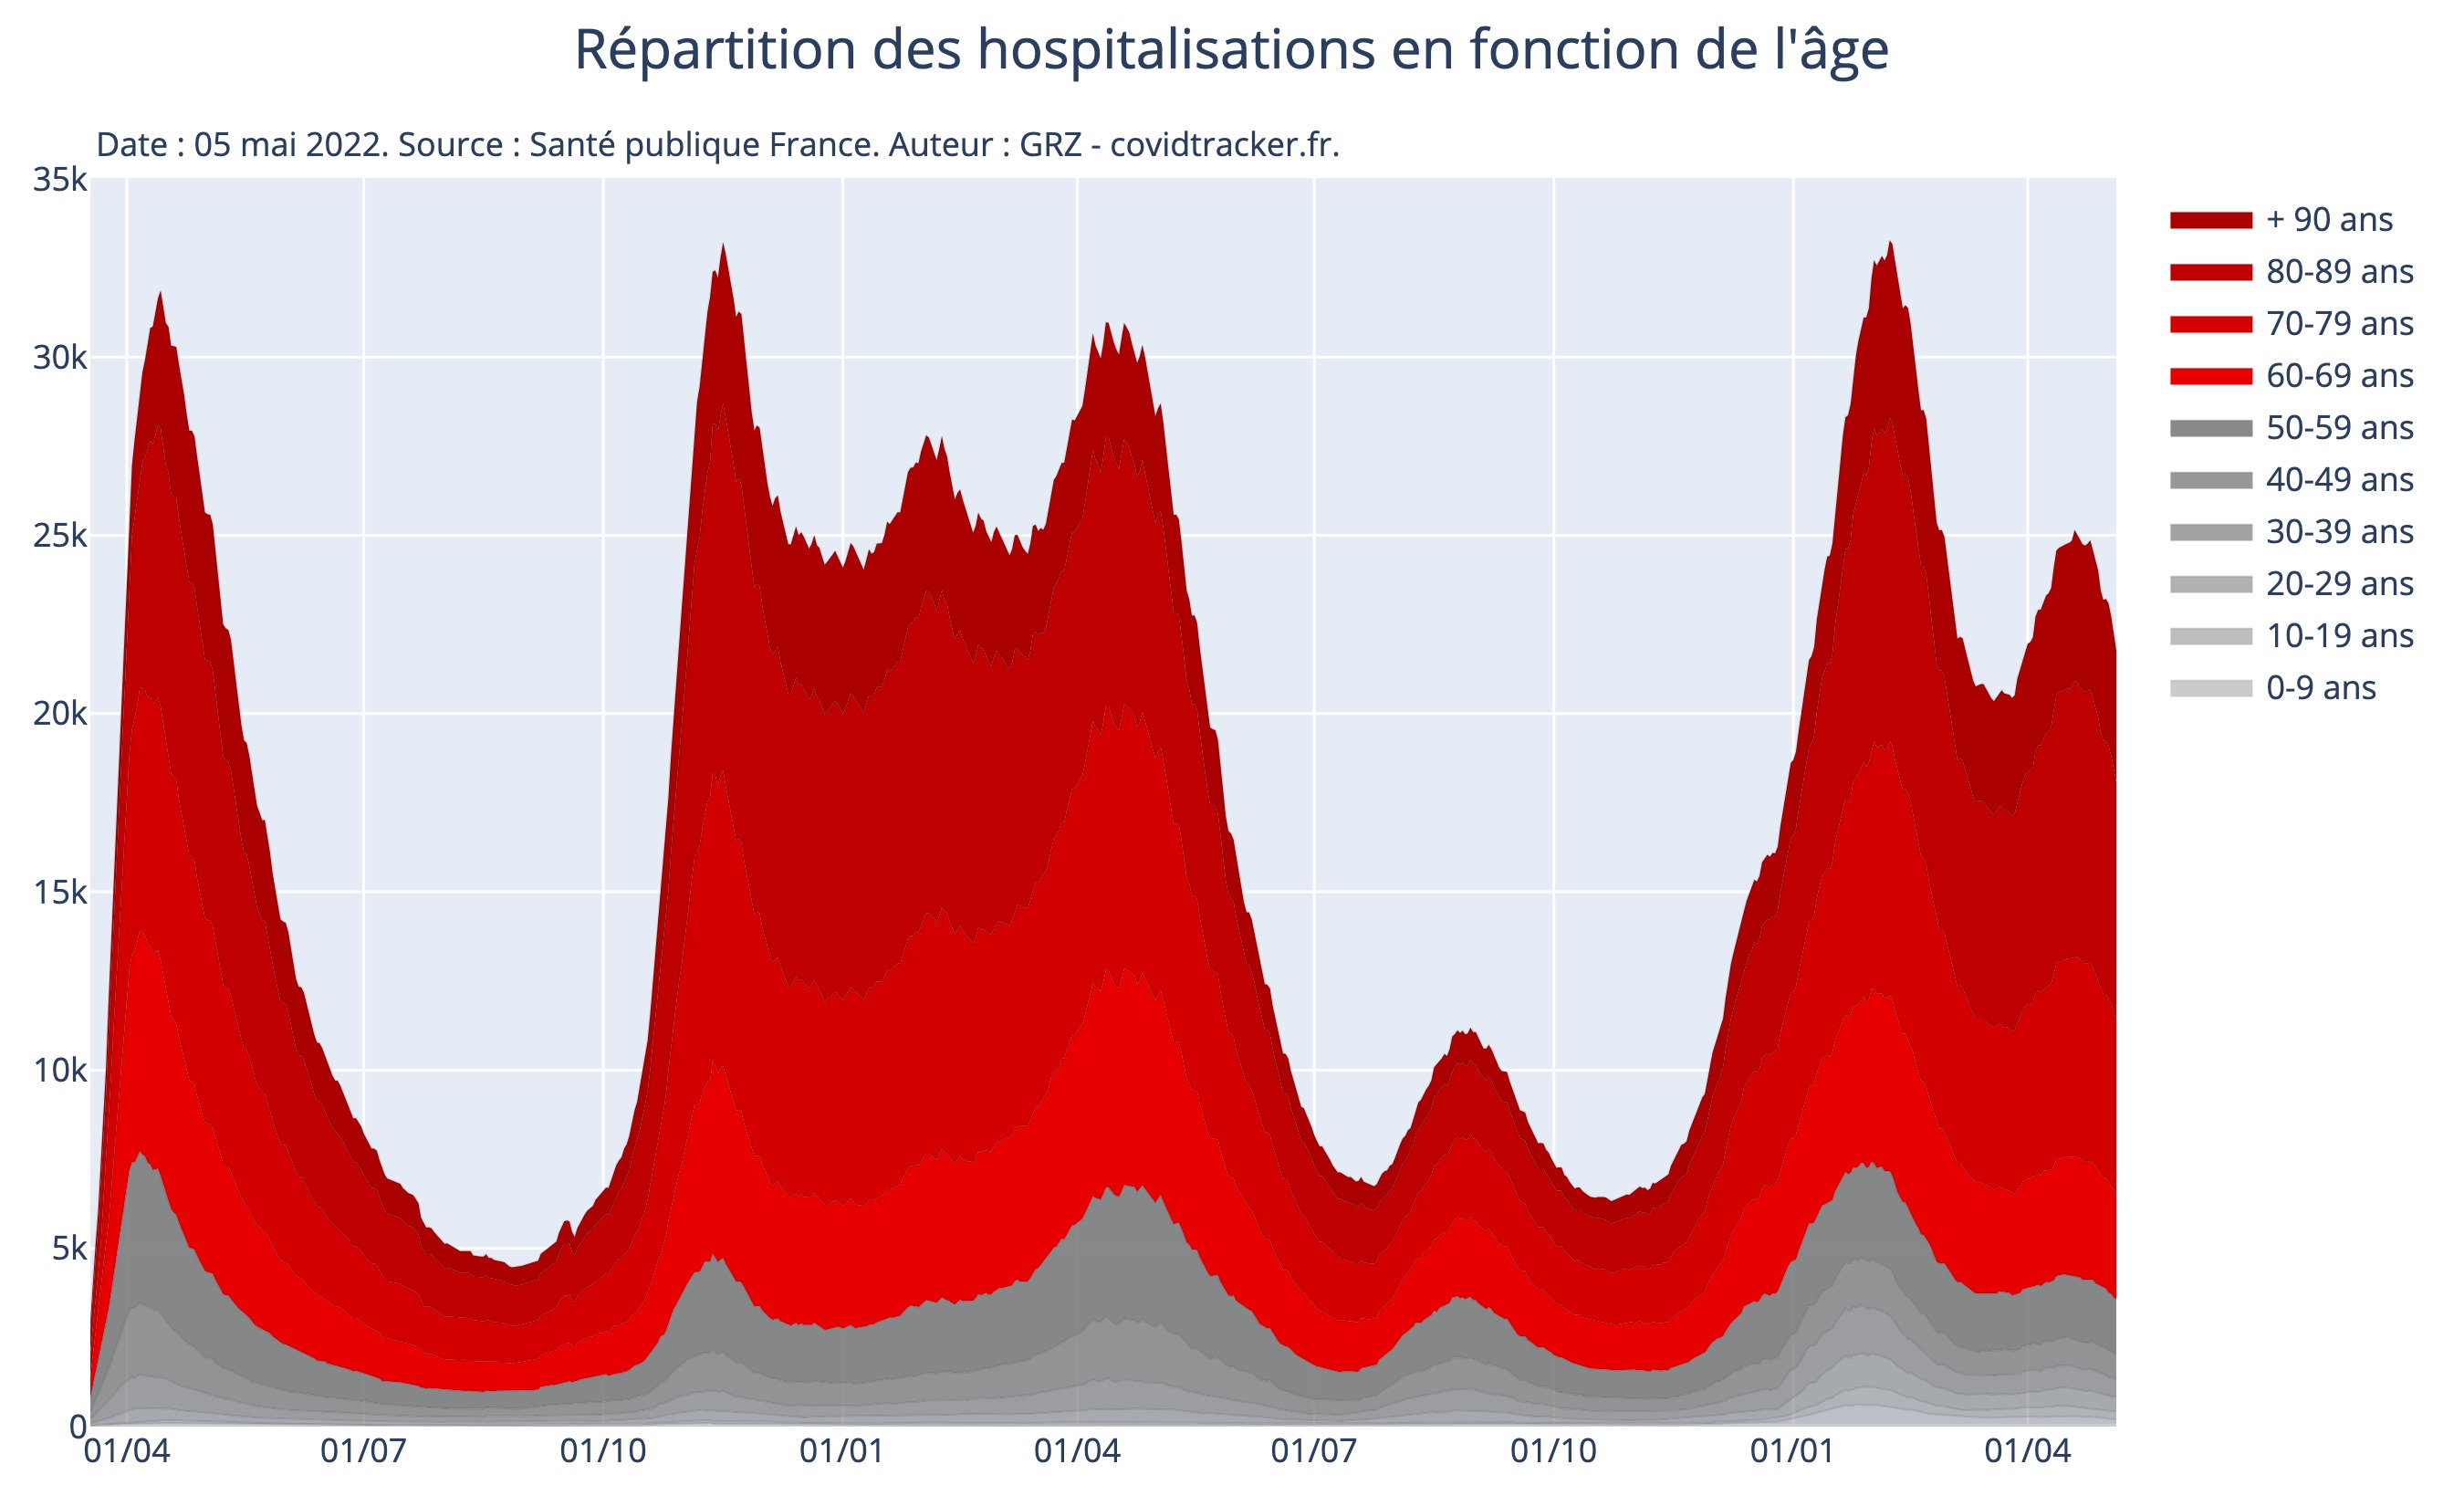 Répartition des hospitalisations en fonction de l'âge
Date : 05 mai 2022. Source : Santé publique France. Auteur : GRZ - covidtracker.fr.
35k
30k
25k
20k
15k
10k
5k
0
01/04 01/07 01/10 01/01 01/04 01/07 01/10 01/01 01/04
+ 90 ans
80-89 ans
70-79 ans
60-69 ans
50-59 ans
40-49 ans
30-39 ans
20-29 ans
10-19 ans
0-9 ans